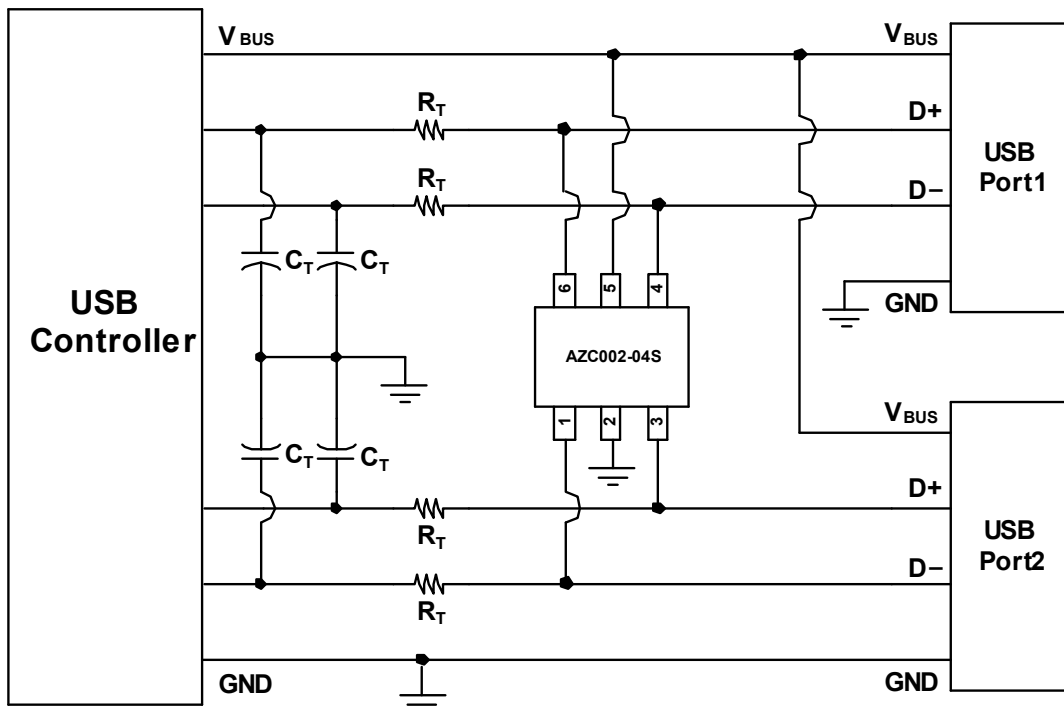 V BUS
VBUS
RT
D+
USB
Port1
RT
D–
CT
CT
6
5
4
GND
USB
Controller
AZC002-04S
VBUS
1
2
3
CT
CT
D+
RT
USB
Port2
D–
RT
GND
GND